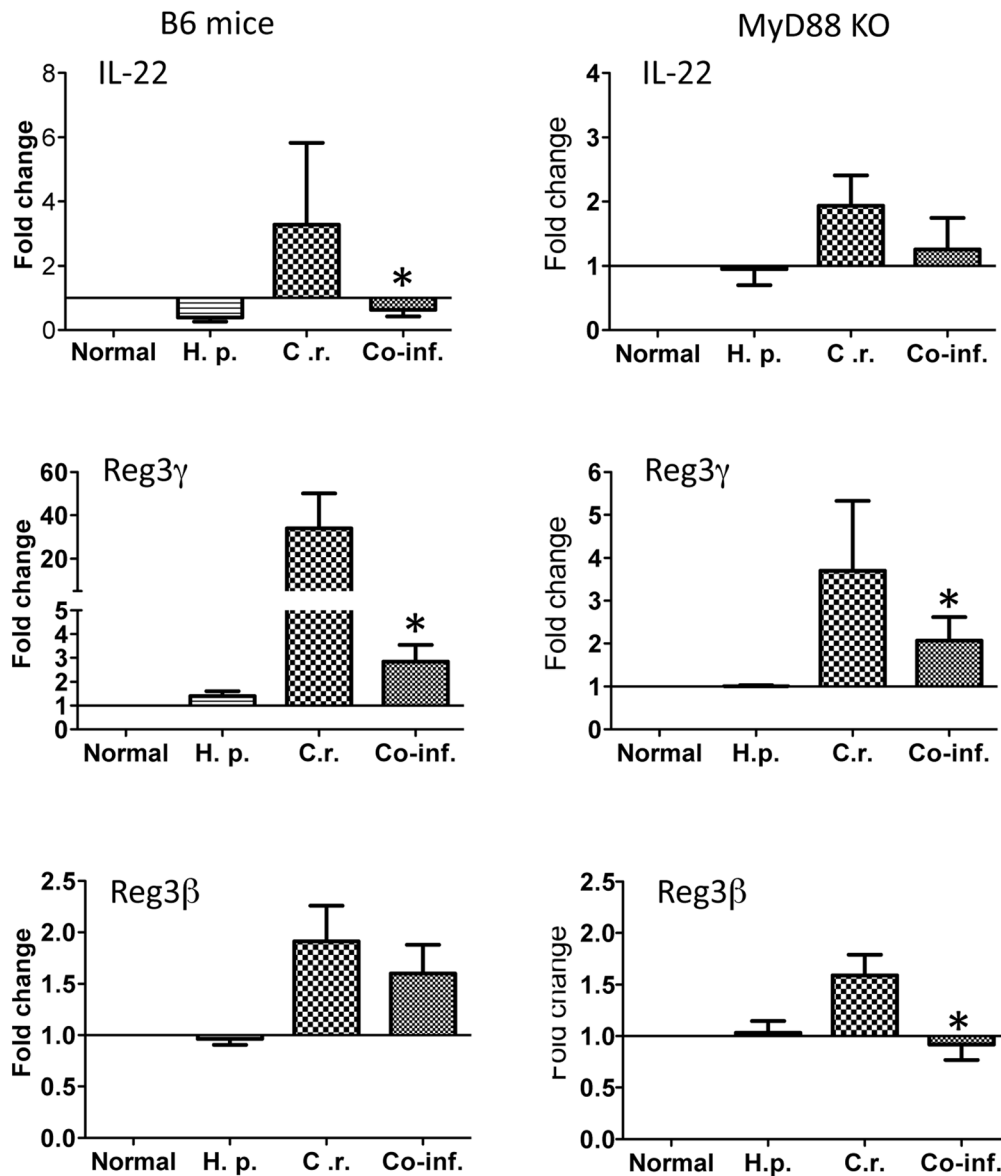 B6 mice
MyD88 KO
IL-22
Fold change
8
6
4
2
0
Normal H. p. C .r. Co-inf.
*
IL-22
Fold change
4
3
2
1
0
Normal H. p. C .r. Co-inf.
Reg3γ
Fold change
60
40
20
5
4
3
2
1
0
Normal H. p. C.r. Co-inf.
*
Reg3γ
Fold change
6
5
4
3
2
1
0
Normal H.p. C.r. Co-inf.
*
Reg3β
Fold change
2.5
2.0
1.5
1.0
0.5
0.0
Normal H. p. C .r. Co-inf.
Reg3β
Fold change
2.5
2.0
1.5
1.0
0.5
0.0
Normal H.p. C.r. Co-inf.
*